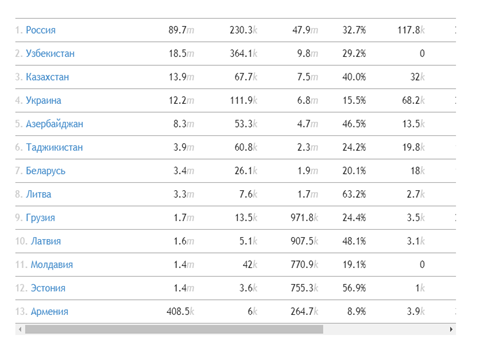 1. Россия 89.7m 230.3k 47.9m 32.7% 117.8k
2. Узбекистан 18.5m 364.1k 9.8m 29.2% 0
3. Казахстан 13.9m 67.7k 7.5m 40.0% 32k
4. Украина 12.2m 111.9k 6.8m 15.5% 68.2k
5. Азербайджан 8.3m 53.3k 4.7m 46.5% 13.5k
6. Таджикистан 3.9m 60.8k 2.3m 24.2% 19.8k
7. Беларусь 3.4m 26.1k 1.9m 20.1% 18k
8. Литва 3.3m 7.6k 1.7m 63.2% 2.7k
9. Грузия 1.7m 13.5k 971.8k 24.4% 3.5k
10. Латвия 1.6m 5.1k 907.5k 48.1% 3.1k
11. Молдавия 1.4m 42k 770.9k 19.1% 0
12. Эстония 1.4m 3.6k 755.3k 56.9% 1k
13. Армения 408.5k 6k 264.7k 8.9% 3.9k